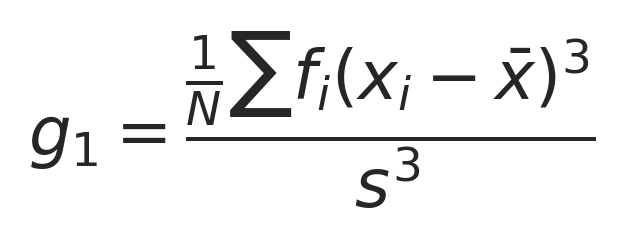 g₁ = (1/N ∑ fᵢ(xᵢ − x̄)³) / s³